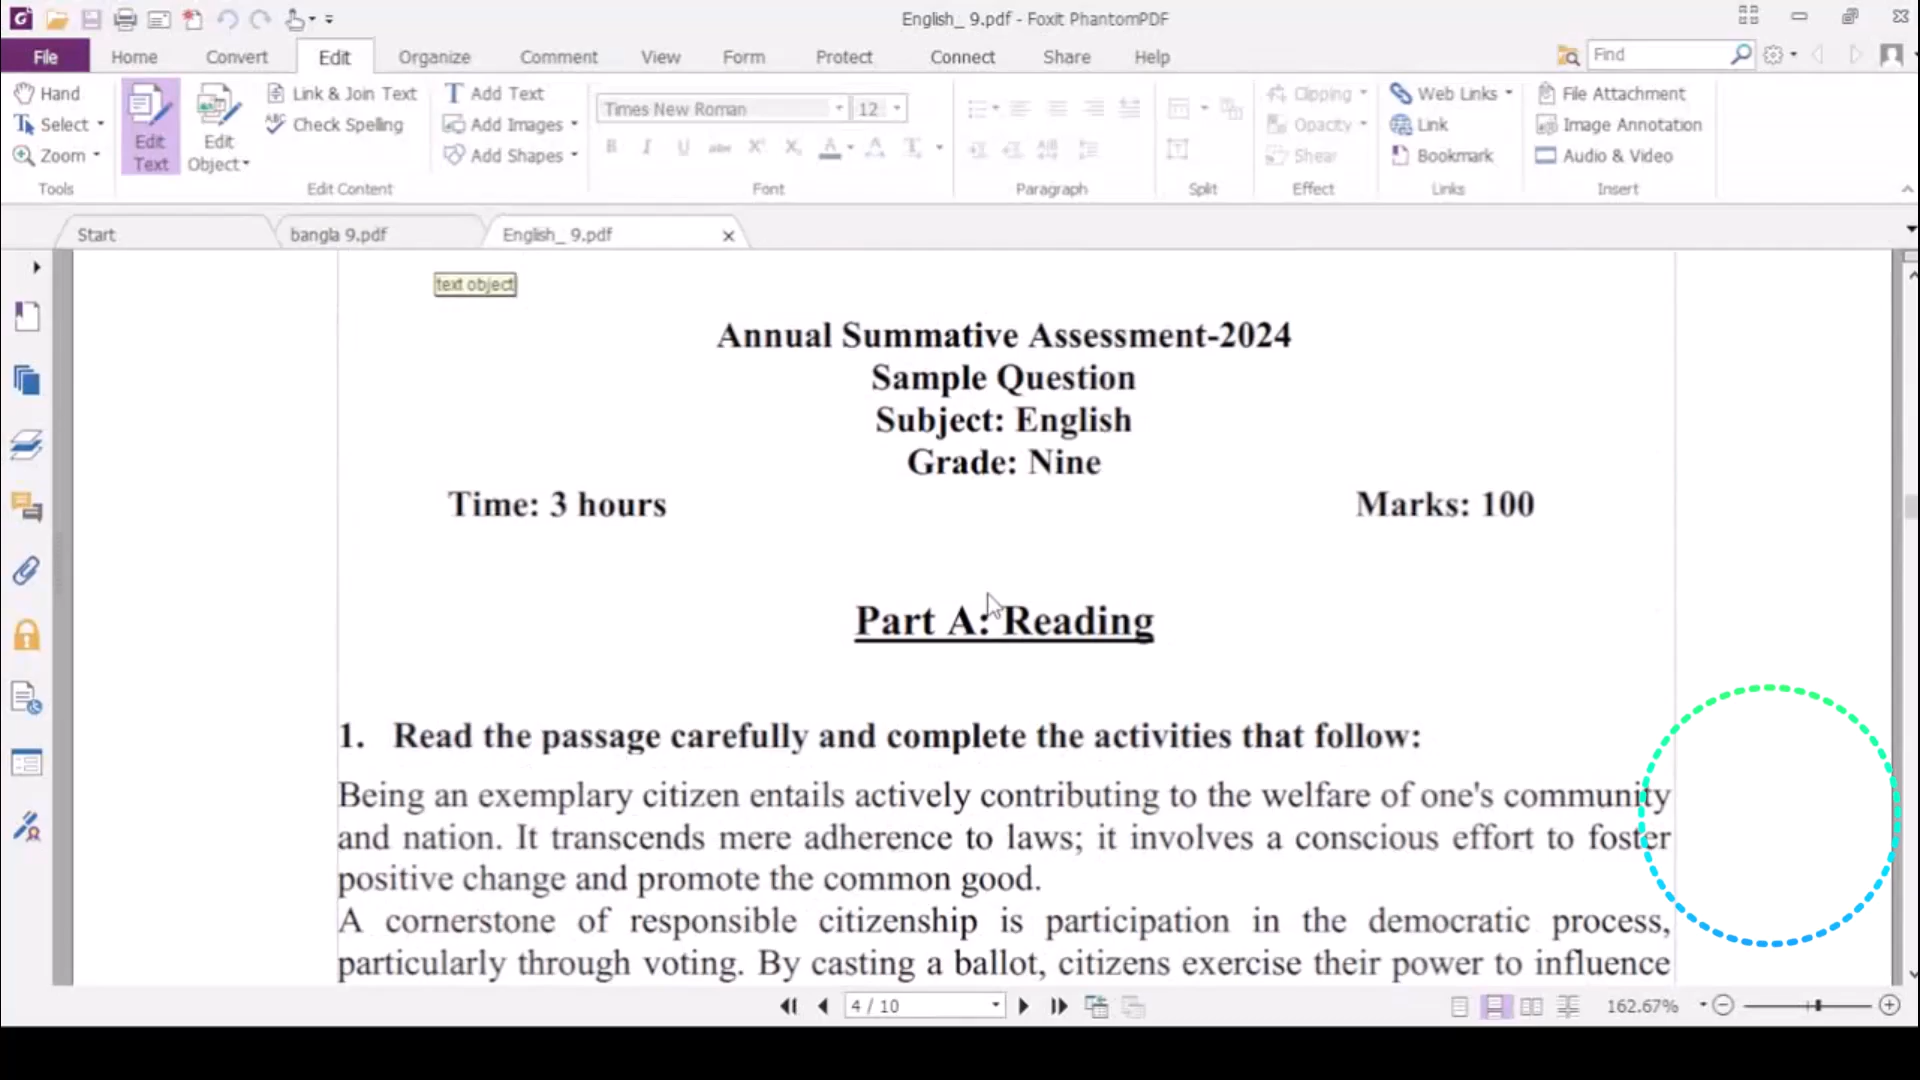 English_ 9.pdf - Foxit PhantomPDF
File Home Convert Edit Organize Comment View Form Protect Connect Share Help Find
Hand
Select
Zoom
Tools
Edit Text
Edit Object
Link & Join Text
Check Spelling
Add Text
Add Images
Add Shapes
Edit Content
Times New Roman 12
Font
Paragraph
Split
Clipping
Opacity
Shear
Effect
Web Links
Link
Bookmark
Links
File Attachment
Image Annotation
Audio & Video
Insert
Start bangla 9.pdf English_ 9.pdf
text object
Annual Summative Assessment-2024
Sample Question
Subject: English
Grade: Nine
Time: 3 hours Marks: 100
Part A: Reading
1. Read the passage carefully and complete the activities that follow:
Being an exemplary citizen entails actively contributing to the welfare of one's community
and nation. It transcends mere adherence to laws; it involves a conscious effort to foster
positive change and promote the common good.
A cornerstone of responsible citizenship is participation in the democratic process,
particularly through voting. By casting a ballot, citizens exercise their power to influence
4 / 10 162.67%